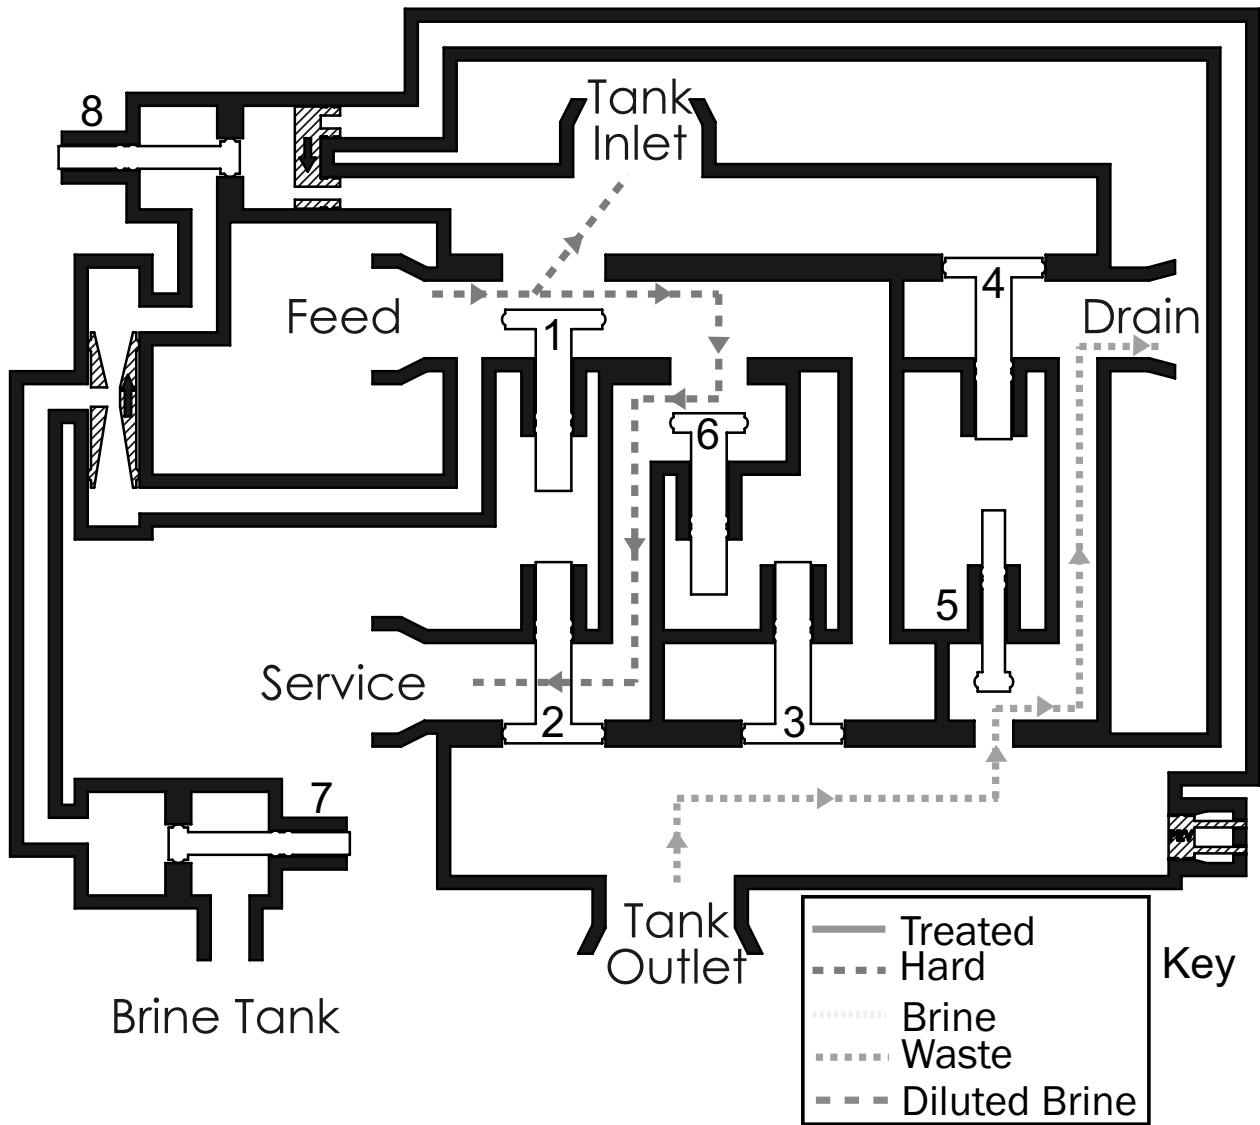 8
Tank
Inlet
4
Feed
1
Drain
6
5
Service
2
3
7
Tank
Outlet
Brine Tank
Treated
Hard
Brine
Waste
Diluted Brine
Key